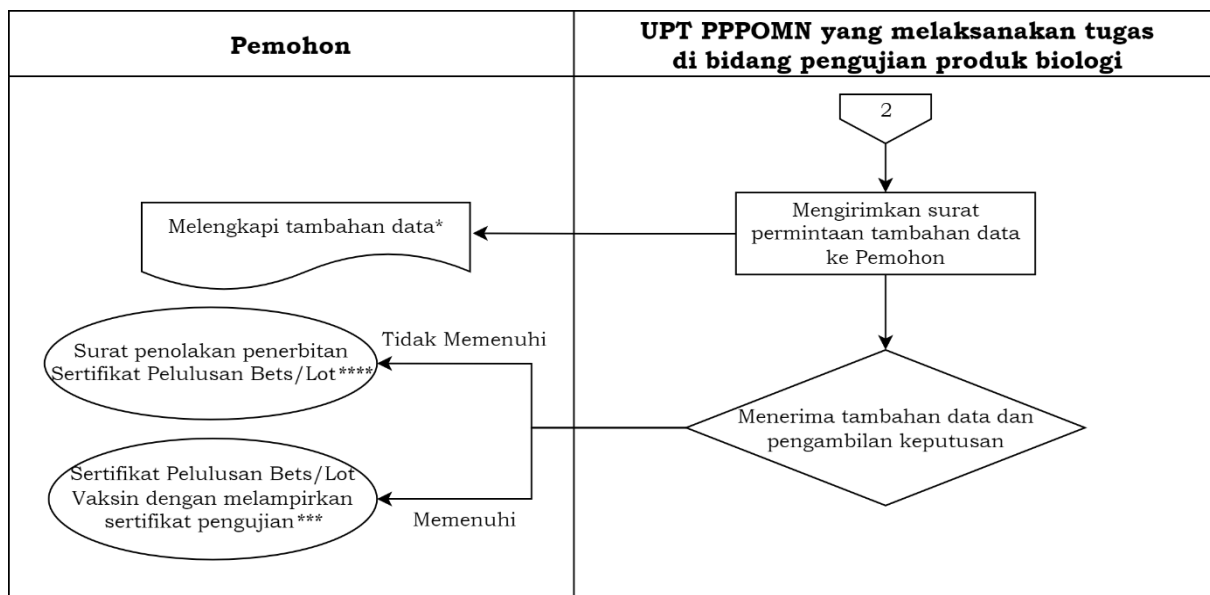 Pemohon
UPT PPPOMN yang melaksanakan tugas
di bidang pengujian produk biologi
2
Mengirimkan surat
permintaan tambahan data
ke Pemohon
Melengkapi tambahan data*
Tidak Memenuhi
Surat penolakan penerbitan
Sertifikat Pelulusan Bets/Lot****
Menerima tambahan data dan
pengambilan keputusan
Sertifikat Pelulusan Bets/Lot
Vaksin dengan melampirkan
sertifikat pengujian***
Memenuhi